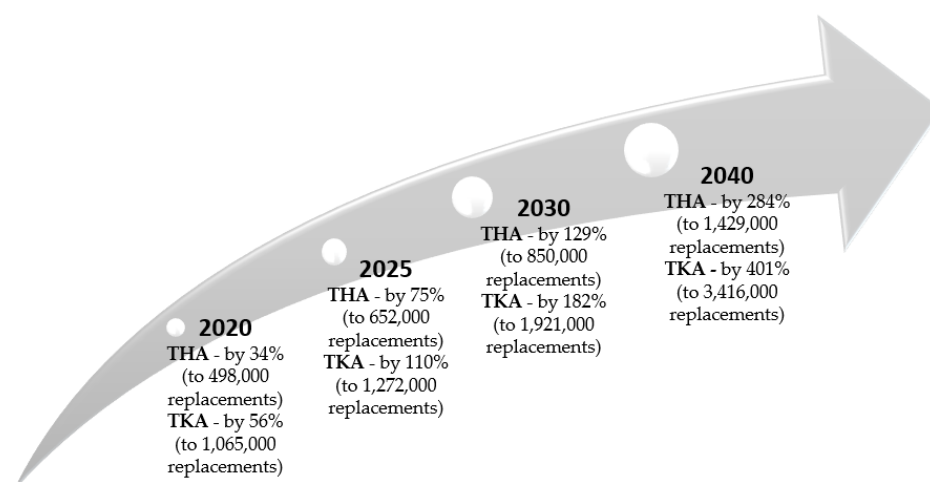 2020
THA - by 34%
(to 498,000
replacements)
TKA - by 56%
(to 1,065,000
replacements)
2025
THA - by 75%
(to 652,000
replacements)
TKA - by 110%
(to 1,272,000
replacements)
2030
THA - by 129%
(to 850,000
replacements)
TKA - by 182%
(to 1,921,000
replacements)
2040
THA - by 284%
(to 1,429,000
replacements)
TKA - by 401%
(to 3,416,000
replacements)